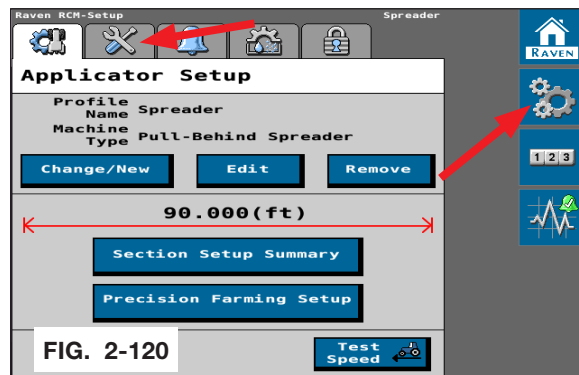 Raven RCM-Setup Spreader
RAVEN
Applicator Setup
Profile Name Spreader
Machine Type Pull-Behind Spreader
Change/New Edit Remove
1 2 3
90.000(ft)
Section Setup Summary
Precision Farming Setup
FIG. 2-120
Test Speed